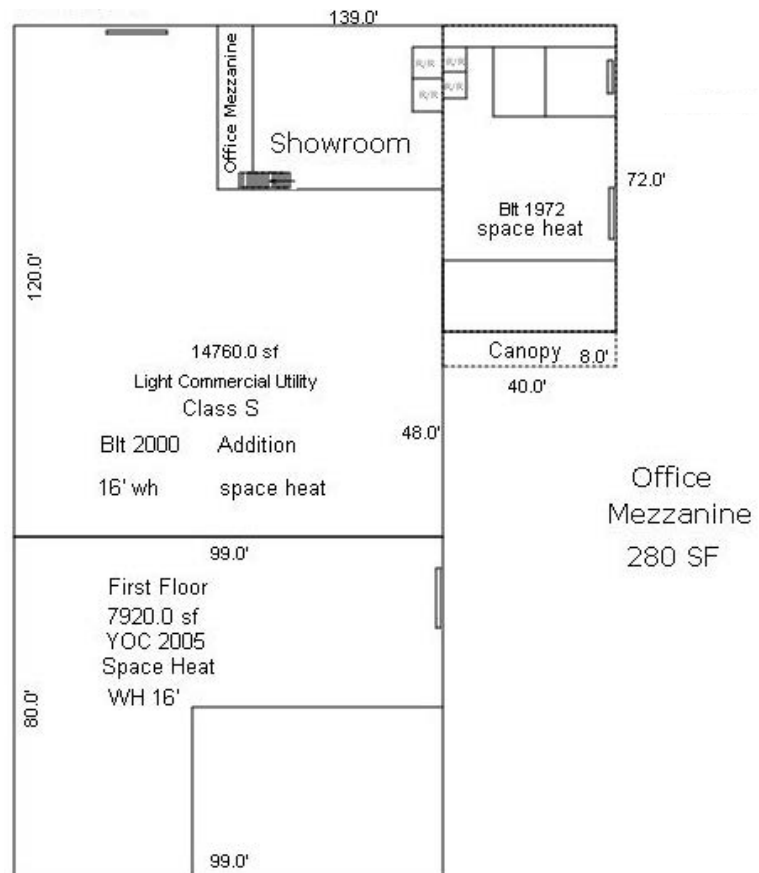 139.0'
R/R R/R
R/R R/R
Office Mezzanine
Showroom
72.0'
Blt 1972
space heat
120.0'
14760.0 sf
Light Commercial Utility
Class S
Canopy 8.0'
40.0'
48.0'
Blt 2000 Addition
16' wh space heat
Office
Mezzanine
280 SF
99.0'
First Floor
7920.0 sf
YOC 2005
Space Heat
WH 16'
80.0'
99.0'